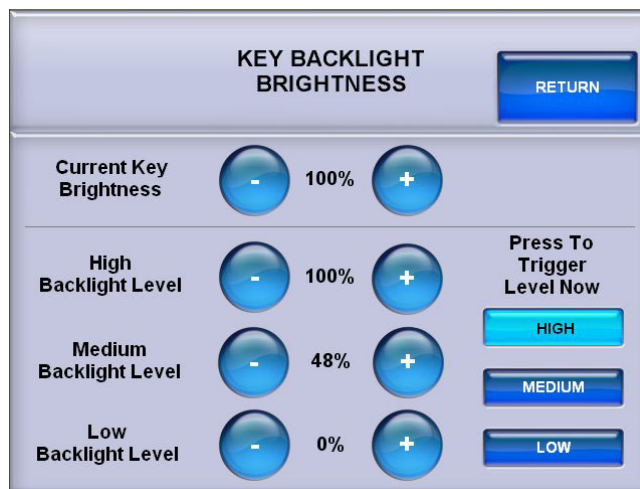 KEY BACKLIGHT
BRIGHTNESS
RETURN
Current Key
Brightness
- 100% +
High
Backlight Level
- 100% +
Medium
Backlight Level
- 48% +
Low
Backlight Level
- 0% +
Press To
Trigger
Level Now
HIGH
MEDIUM
LOW